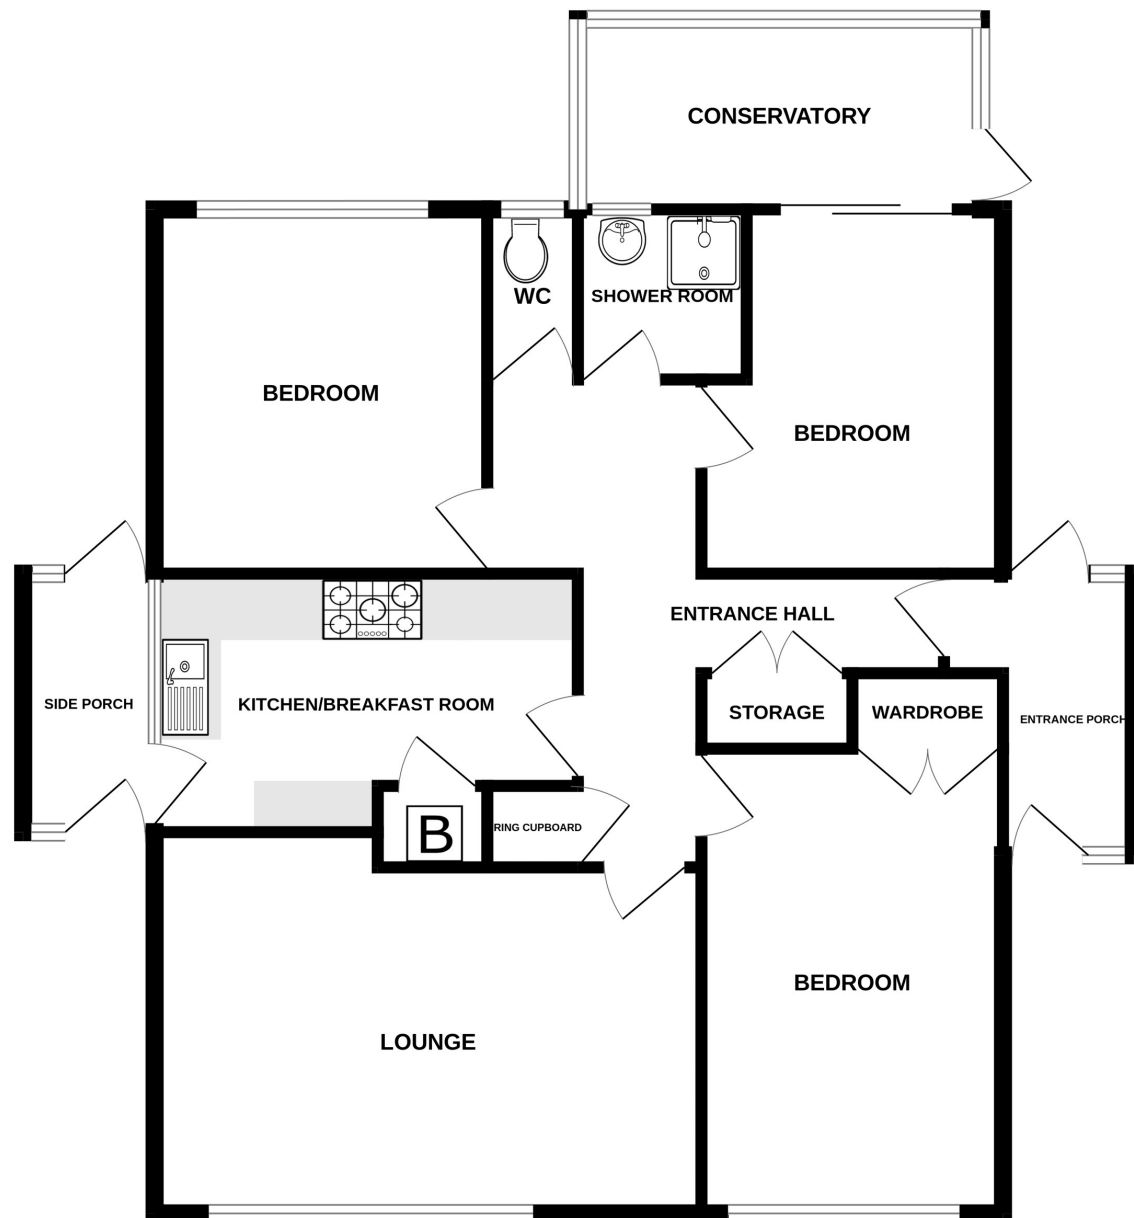 CONSERVATORY
WC
SHOWER ROOM
BEDROOM
BEDROOM
ENTRANCE HALL
SIDE PORCH
KITCHEN/BREAKFAST ROOM
STORAGE
WARDROBE
ENTRANCE PORCH
B
RING CUPBOARD
BEDROOM
LOUNGE